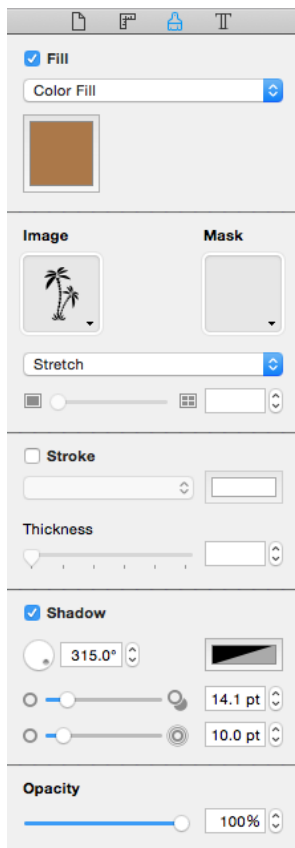 T
Fill
Color Fill
Image Mask
Stretch
Stroke
Thickness
Shadow
315.0°
14.1 pt
10.0 pt
Opacity
100%